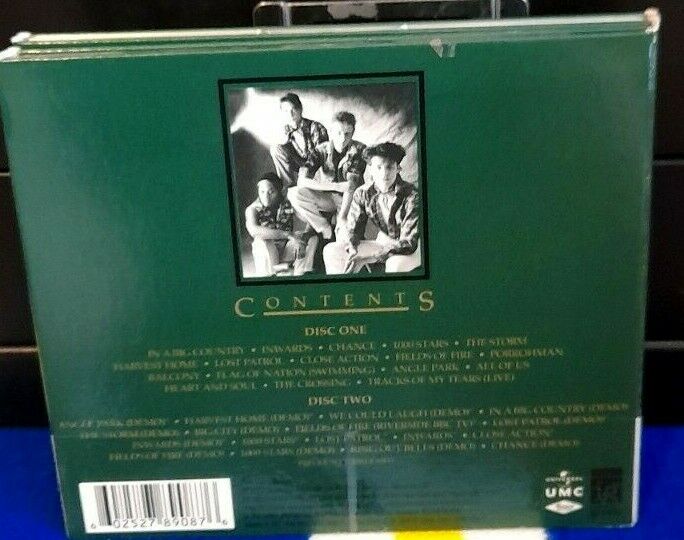 CONTENTS
DISC ONE
IN A BIG COUNTRY • INWARDS • CHANCE • 1000 STARS • THE STORM
HARVEST HOME • LOST PATROL • CLOSE ACTION • FIELDS OF FIRE • PORROHMAN
BALCONY • FLAG OF NATION (SWIMMING) • ANGLE PARK • ALL OF US
HEART AND SOUL • THE CROSSING • TRACKS OF MY TEARS (LIVE)
DISC TWO
ANGLE PARK (DEMO) • HARVEST HOME (DEMO) • WE COULD LAUGH (DEMO) • IN A BIG COUNTRY (DEMO)
THE STORM (DEMO) • BIG CITY (DEMO) • FIELDS OF FIRE (RIVERSIDE BBC TV) • LOST PATROL (DEMO)
INWARDS (DEMO) • 1000 STARS • LOST PATROL • INWARDS • CLOSE ACTION
FIELDS OF FIRE (DEMO) • 1000 STARS (DEMO) • RING OUT BELLS (DEMO) • CHANCE (DEMO)
UNIVERSAL
UMC
6 02527 89087 6